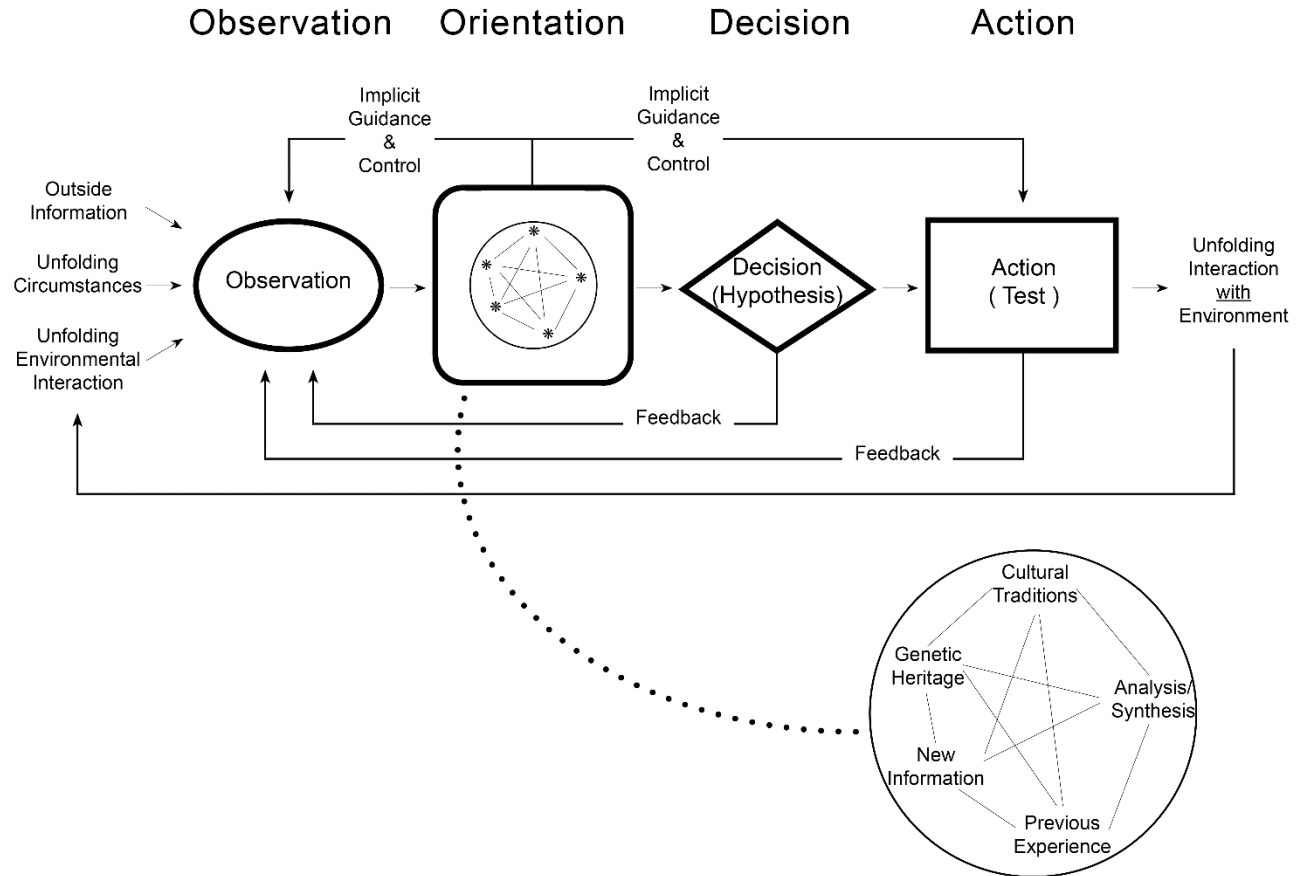 Observation Orientation Decision Action
Implicit
Guidance
&
Control
Implicit
Guidance
&
Control
Outside
Information
Unfolding
Circumstances
Unfolding
Environmental
Interaction
Observation
Decision
(Hypothesis)
Action
( Test )
Unfolding
Interaction
with
Environment
Feedback
Feedback
Cultural
Traditions
Genetic
Heritage
Analysis/
Synthesis
New
Information
Previous
Experience